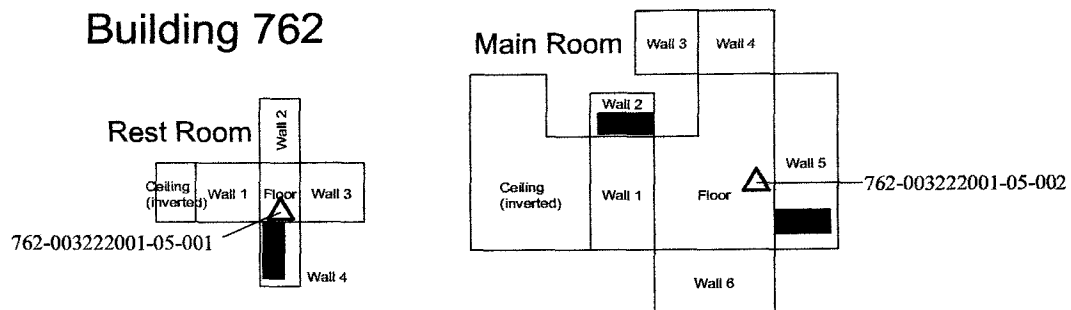 Building 762
Rest Room
Wall 2
Ceiling
(inverted)
Wall 1
Floor
Wall 3
762-003222001-05-001
Wall 4
Main Room
Wall 3
Wall 4
Wall 2
Ceiling
(inverted)
Wall 1
Floor
Wall 5
762-003222001-05-002
Wall 6